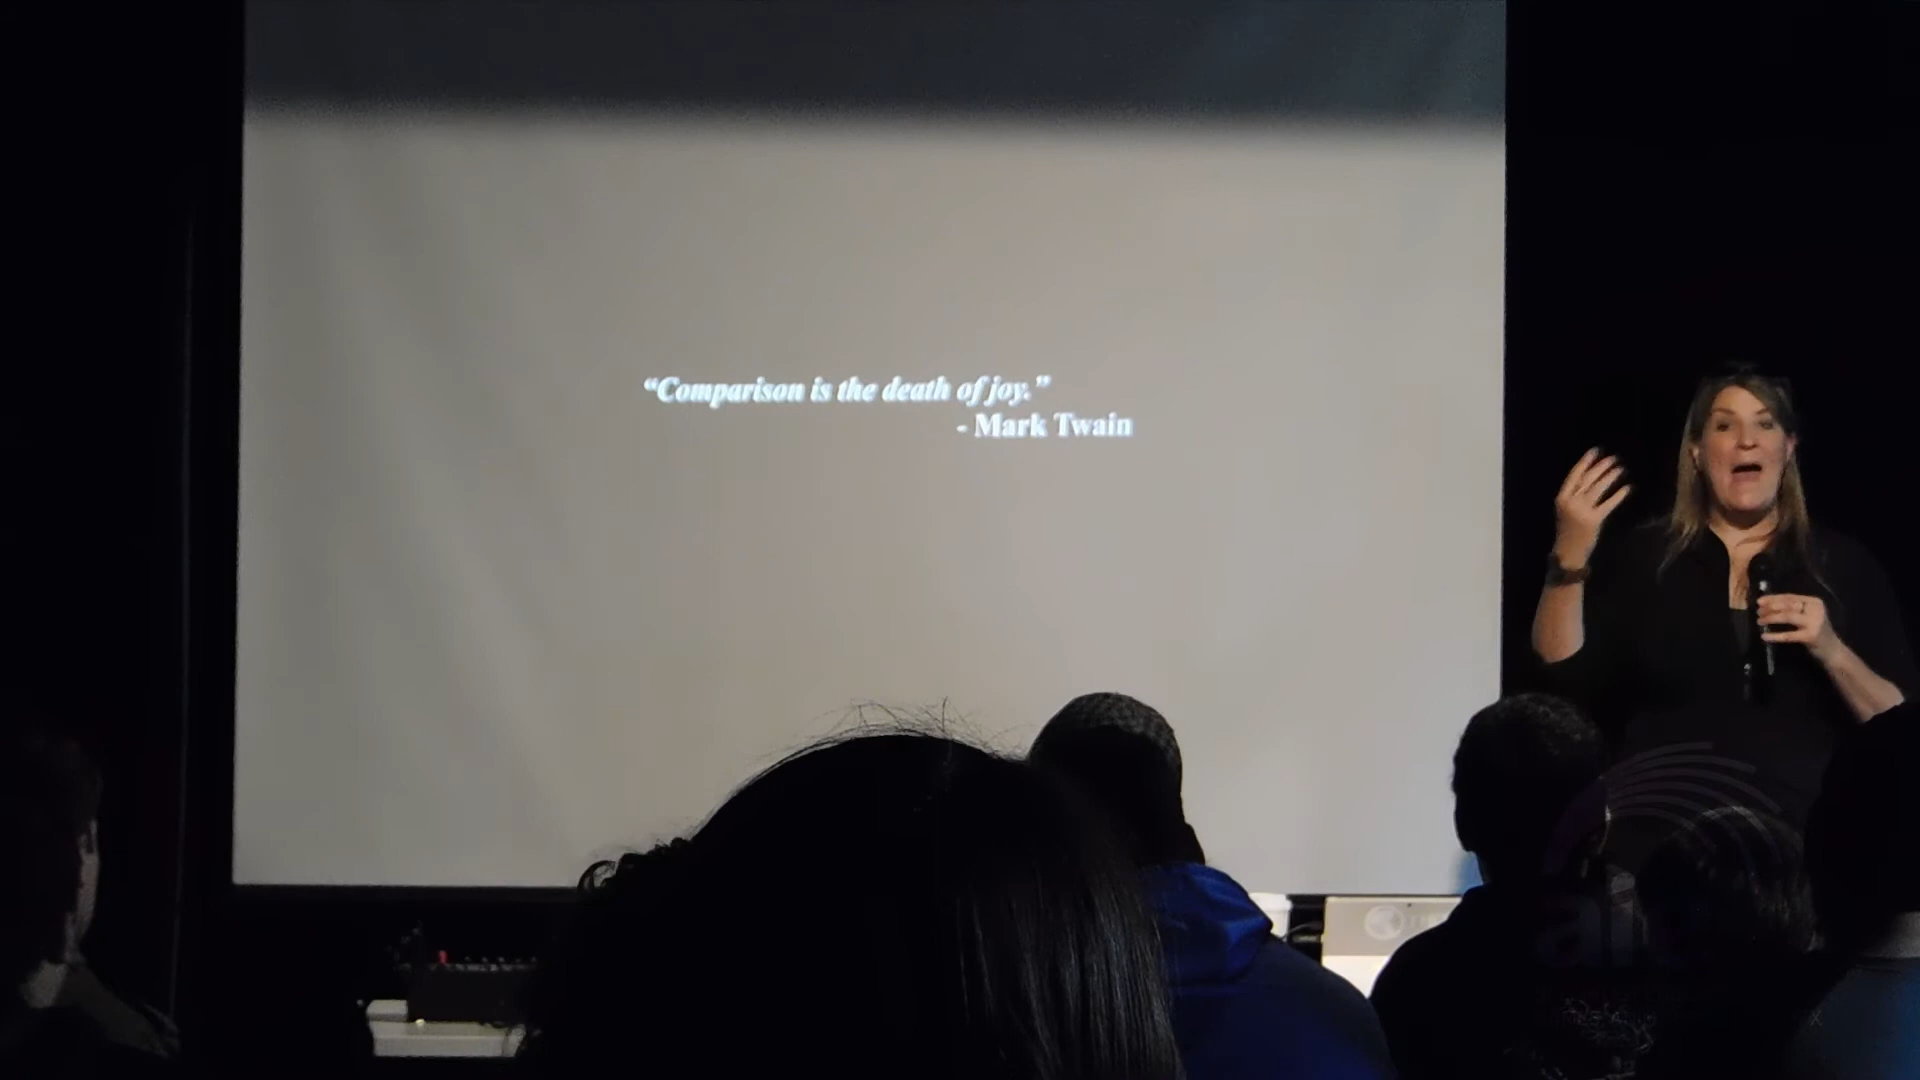 “Comparison is the death of joy.”
- Mark Twain